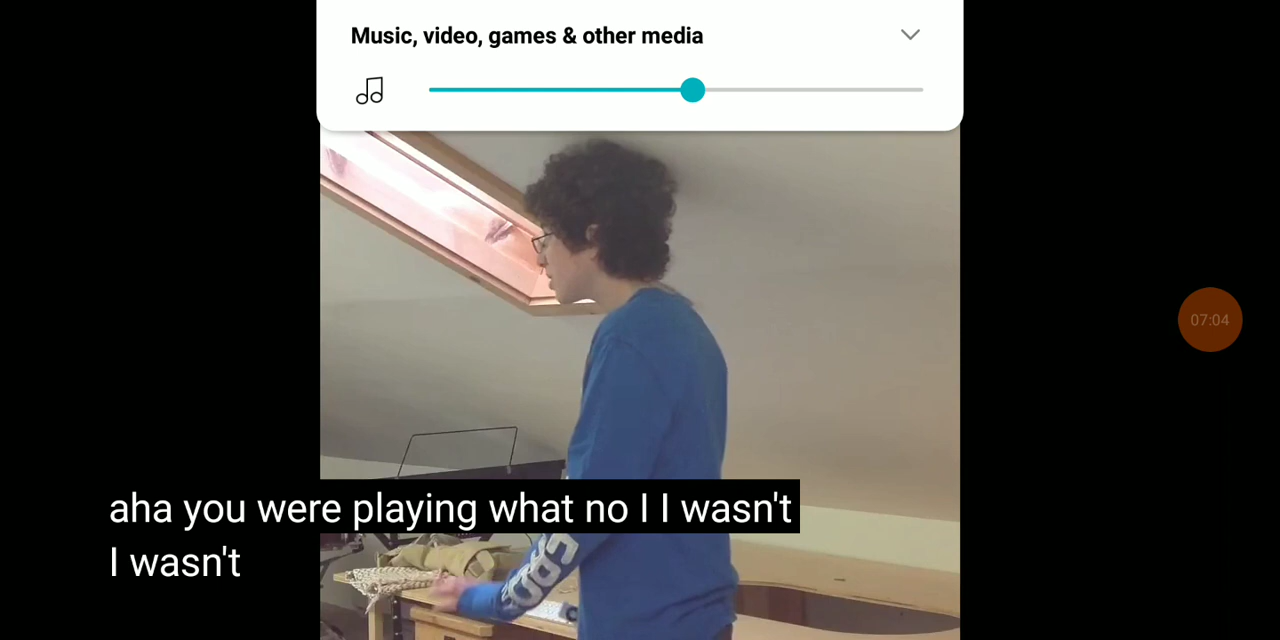 Music, video, games & other media
07:04
aha you were playing what no I I wasn't
I wasn't